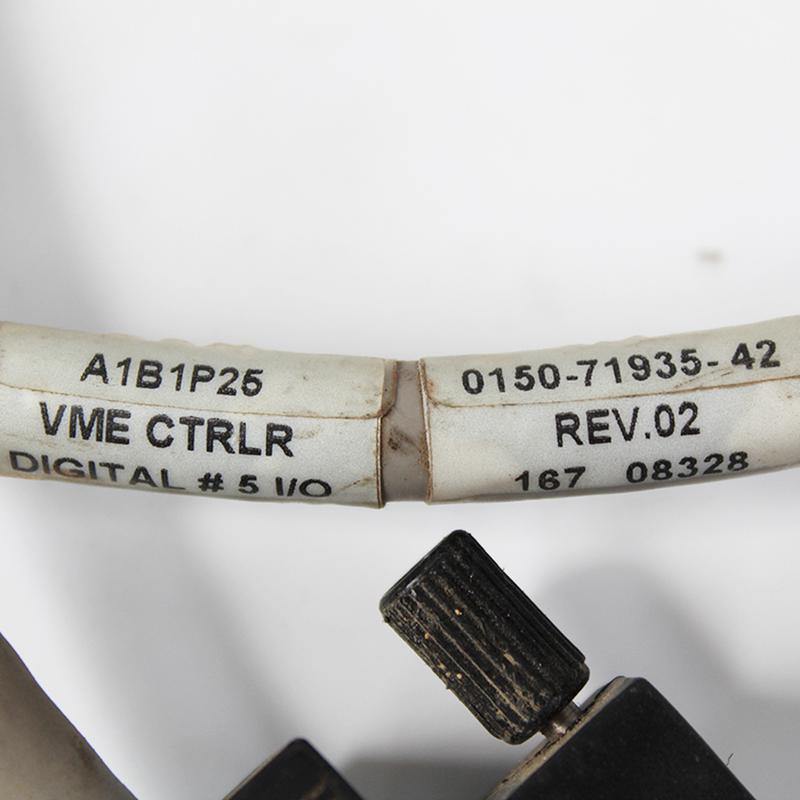 A1B1P25
VME CTRLR
DIGITAL # 5 I/O
0150-71935-42
REV.02
167 08328